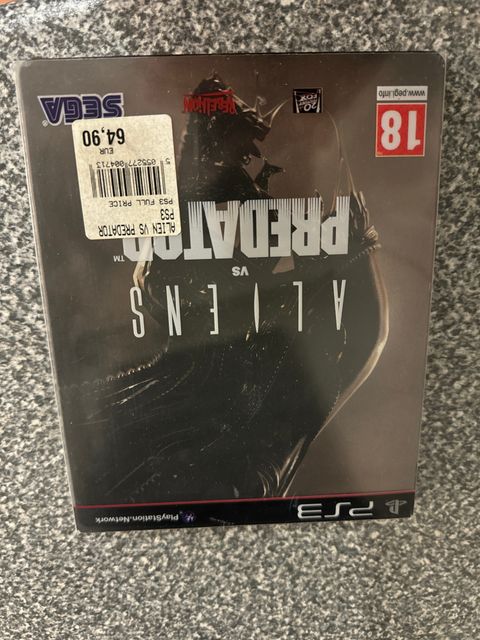 PS3
PlayStation.Network
ALIENS
VS
PREDATOR™
ALIEN VS PREDATOR
PS3
PS3 FULL PRICE
5 055277 004713
EUR
64,90
18
www.pegi.info
20th
CENTURY
FOX
REBELLION
SEGA